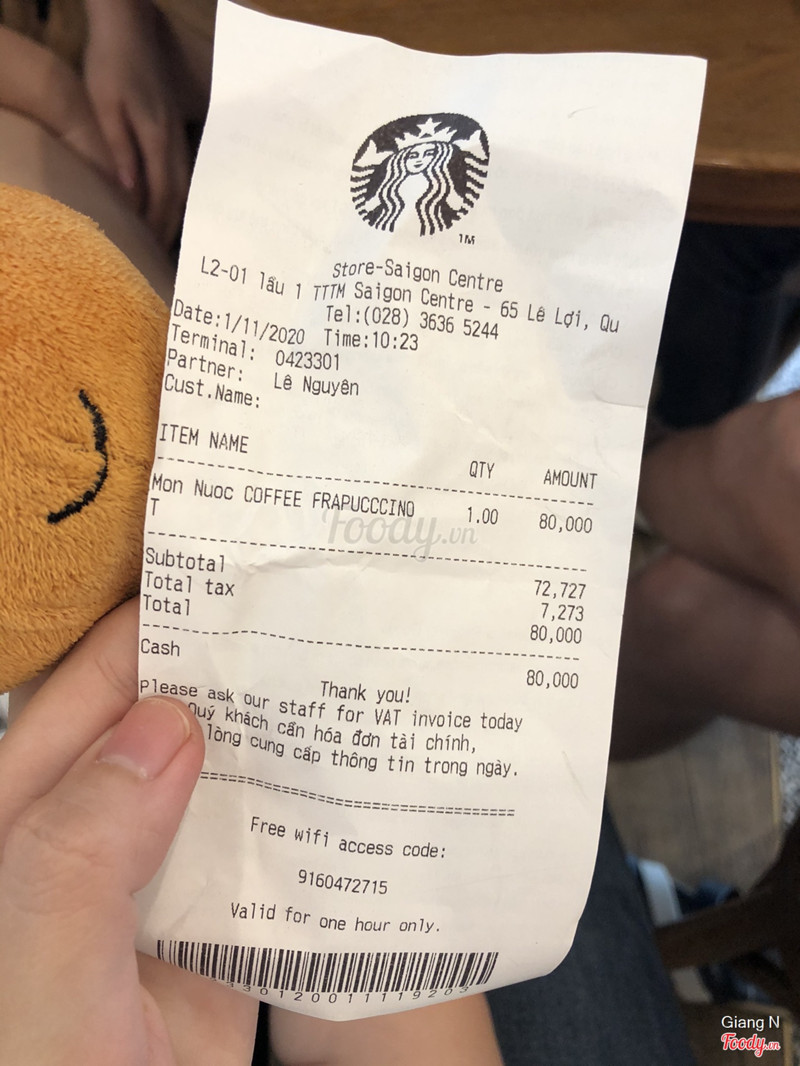 TM
Store-Saigon Centre
L2-01 lầu 1 TTTM Saigon Centre - 65 Lê Lợi, Qu
Tel:(028) 3636 5244
Date:1/11/2020 Time:10:23
Terminal: 0423301
Partner: Lê Nguyên
Cust.Name:
ITEM NAME QTY AMOUNT
Mon Nuoc COFFEE FRAPUCCCINO 1.00 80,000
T
Foody.vn
Subtotal 72,727
Total tax 7,273
Total 80,000
Cash 80,000
Thank you!
Please ask our staff for VAT invoice today
Quý khách cần hóa đơn tài chính,
lòng cung cấp thông tin trong ngày.
Free wifi access code:
9160472715
Valid for one hour only.
30120011119203
Giang N
Foody.vn